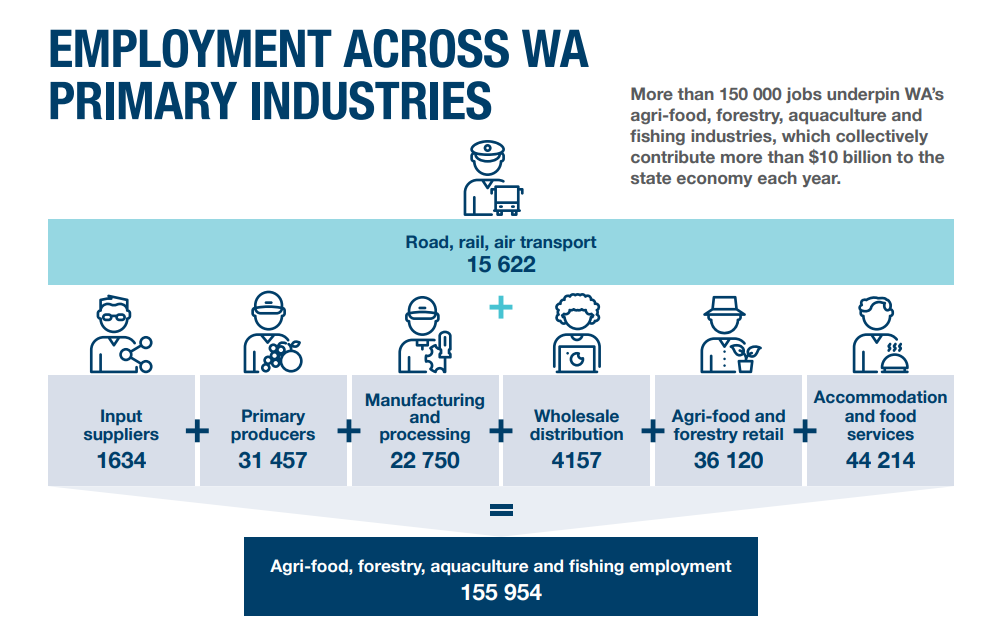 EMPLOYMENT ACROSS WA
PRIMARY INDUSTRIES
More than 150 000 jobs underpin WA's
agri-food, forestry, aquaculture and
fishing industries, which collectively
contribute more than $10 billion to the
state economy each year.
Road, rail, air transport
15 622
+
Input
suppliers
1634
+
Primary
producers
31 457
+
Manufacturing
and
processing
22 750
+
Wholesale
distribution
4157
+
Agri-food and
forestry retail
36 120
+
Accommodation
and food
services
44 214
=
Agri-food, forestry, aquaculture and fishing employment
155 954